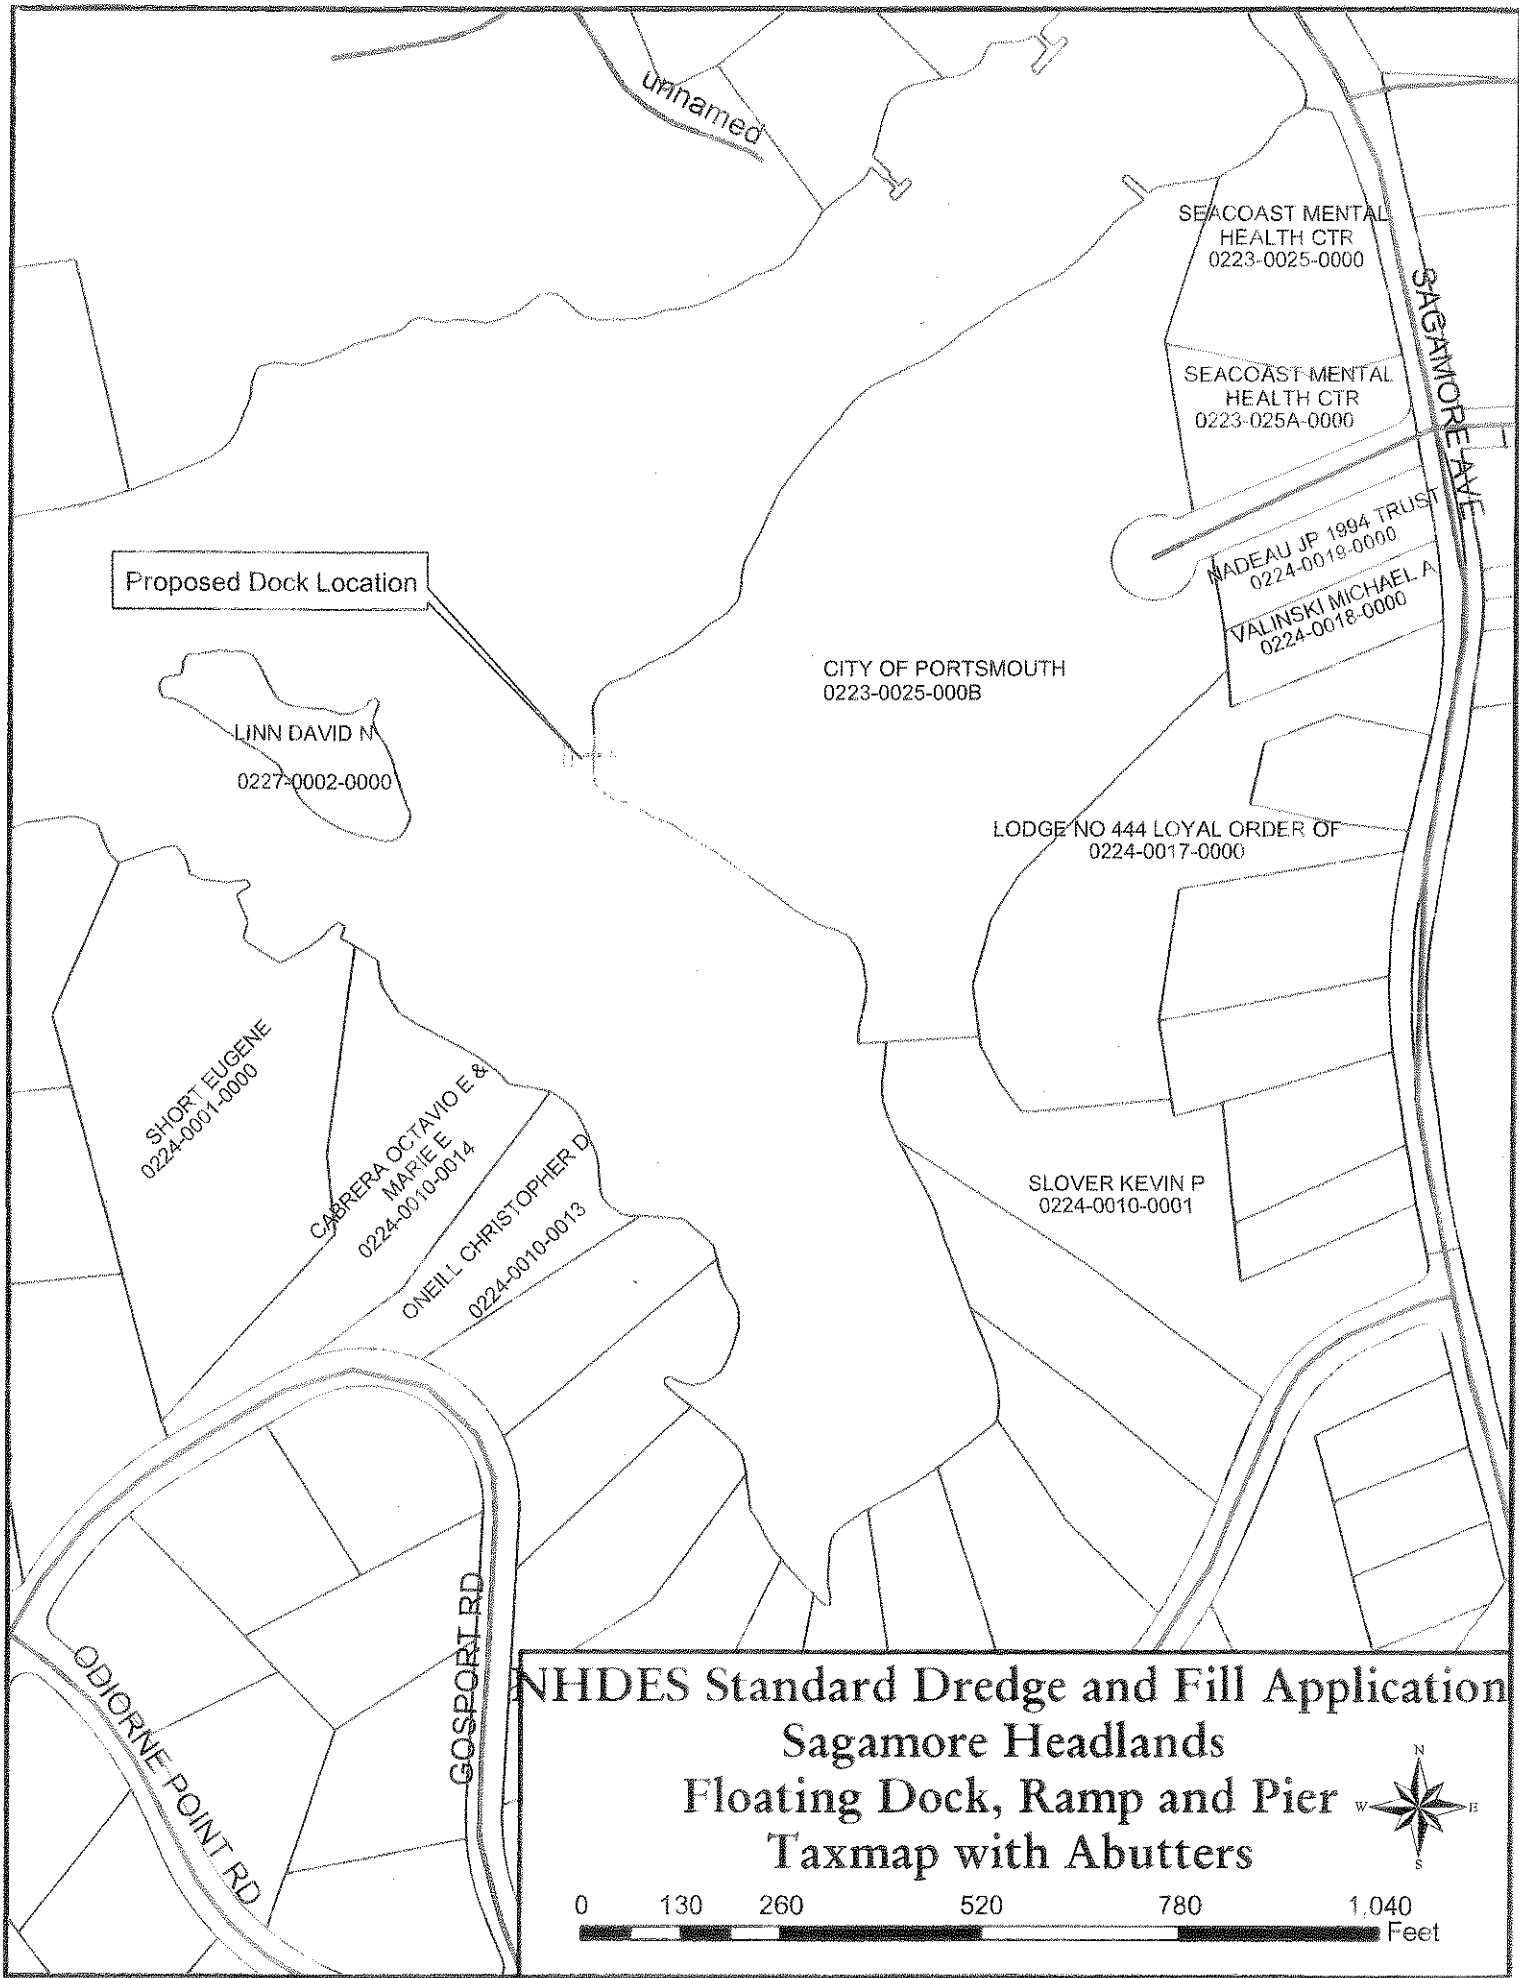 unnamed
SEACOAST MENTAL
HEALTH CTR
0223-0025-0000
SAGAMORE AVE
SEACOAST MENTAL
HEALTH CTR
0223-025A-0000
NADEAU JP 1994 TRUST
0224-0019-0000
VALINSKI MICHAEL A
0224-0018-0000
Proposed Dock Location
CITY OF PORTSMOUTH
0223-0025-000B
LINN DAVID N
0227-0002-0000
LODGE NO 444 LOYAL ORDER OF
0224-0017-0000
SHORT EUGENE
0224-0001-0000
CABRERA OCTAVIO E &
MARIE E
0224-0010-0014
ONEILL CHRISTOPHER D
0224-0010-0013
SLOVER KEVIN P
0224-0010-0001
GOSPORT RD
ODIORNE POINT RD
NHDES Standard Dredge and Fill Application
Sagamore Headlands
Floating Dock, Ramp and Pier
Taxmap with Abutters
N
W E
S
0 130 260 520 780 1,040
Feet